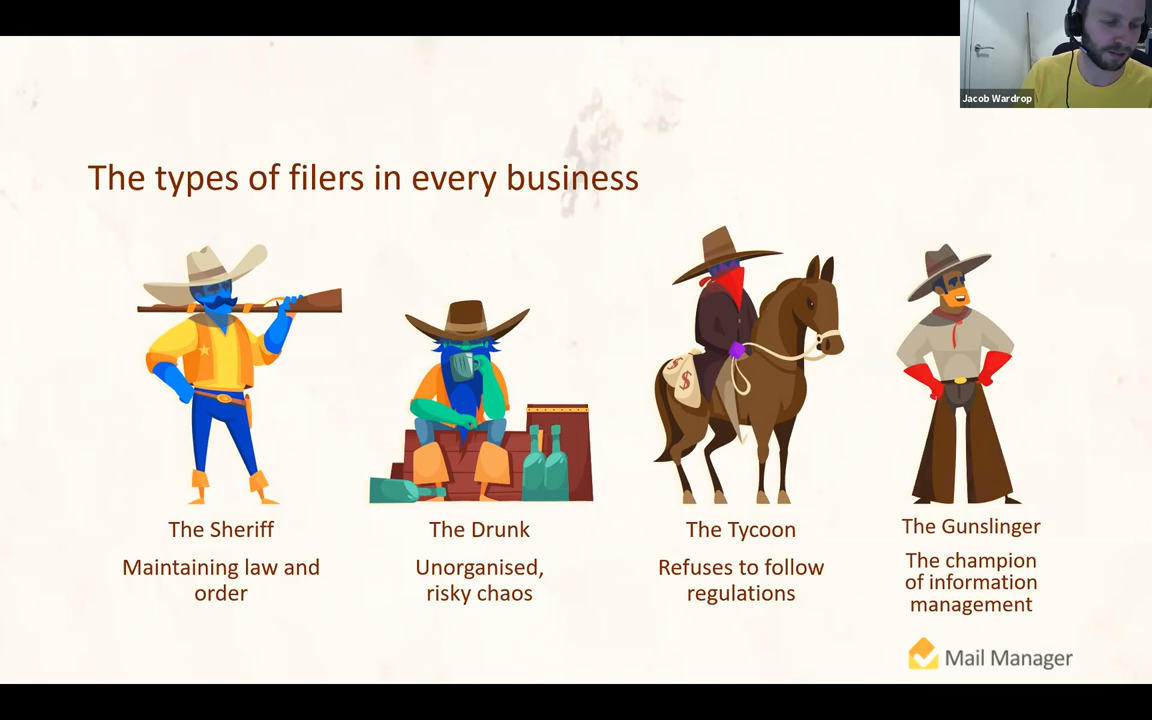 Jacob Wardrop
The types of filers in every business
The Sheriff
Maintaining law and
order
The Drunk
Unorganised,
risky chaos
$
$
The Tycoon
Refuses to follow
regulations
The Gunslinger
The champion
of information
management
Mail Manager